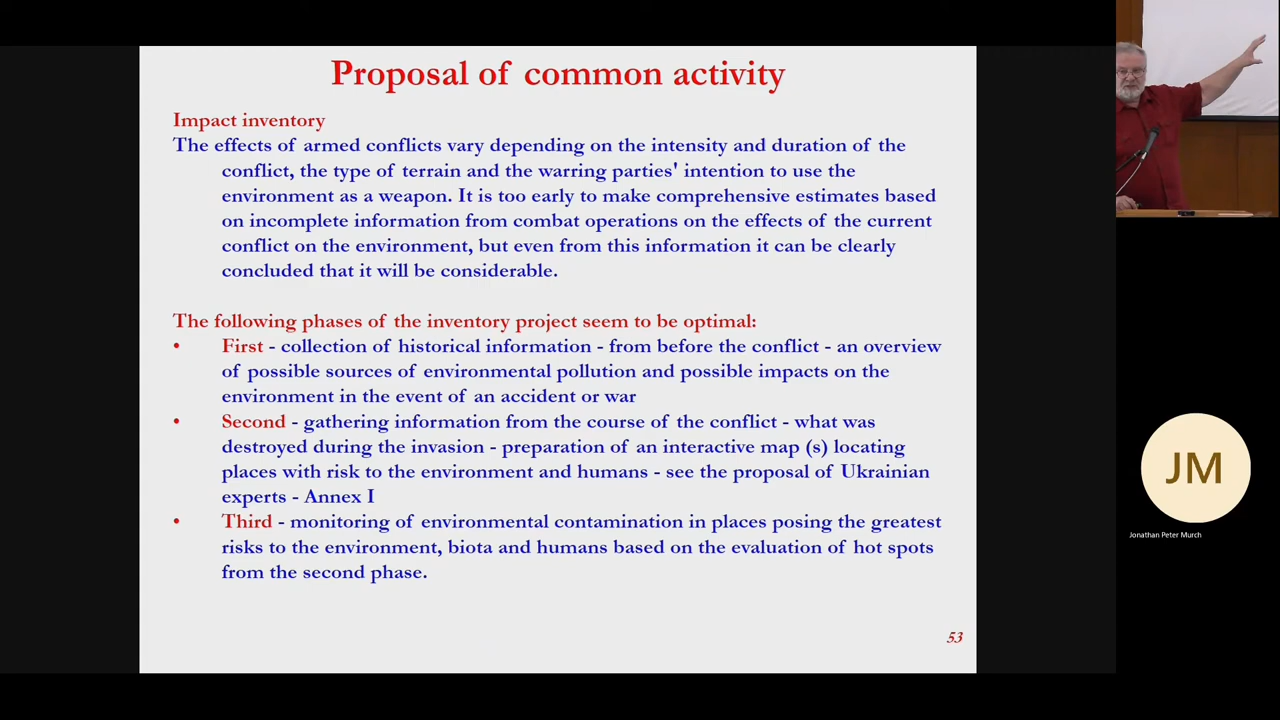 Proposal of common activity
Impact inventory
The effects of armed conflicts vary depending on the intensity and duration of the
conflict, the type of terrain and the warring parties' intention to use the
environment as a weapon. It is too early to make comprehensive estimates based
on incomplete information from combat operations on the effects of the current
conflict on the environment, but even from this information it can be clearly
concluded that it will be considerable.
The following phases of the inventory project seem to be optimal:
• First - collection of historical information - from before the conflict - an overview
of possible sources of environmental pollution and possible impacts on the
environment in the event of an accident or war
• Second - gathering information from the course of the conflict - what was
destroyed during the invasion - preparation of an interactive map (s) locating
places with risk to the environment and humans - see the proposal of Ukrainian
experts - Annex I
• Third - monitoring of environmental contamination in places posing the greatest
risks to the environment, biota and humans based on the evaluation of hot spots
from the second phase.
53
JM
Jonathan Peter Murch